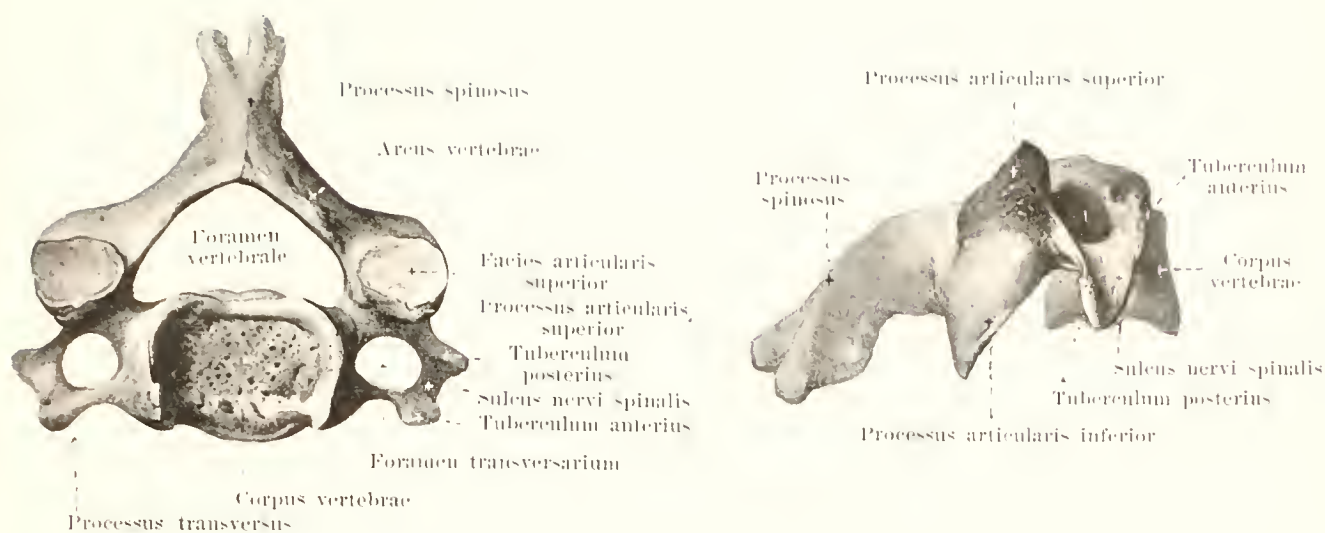 Processus spinosus
Arcus vertebrae
Foramen
vertebrale
Facies articularis
superior
Processus articularis
superior
Tuberculum
posterius
Sulcus nervi spinalis
Tuberculum anterius
Foramen transversarium
Corpus vertebrae
Processus transversus
Processus articularis superior
Processus
spinosus
Tuberculum
anterius
Corpus
vertebrae
Sulcus nervi spinalis
Tuberculum posterius
Processus articularis inferior